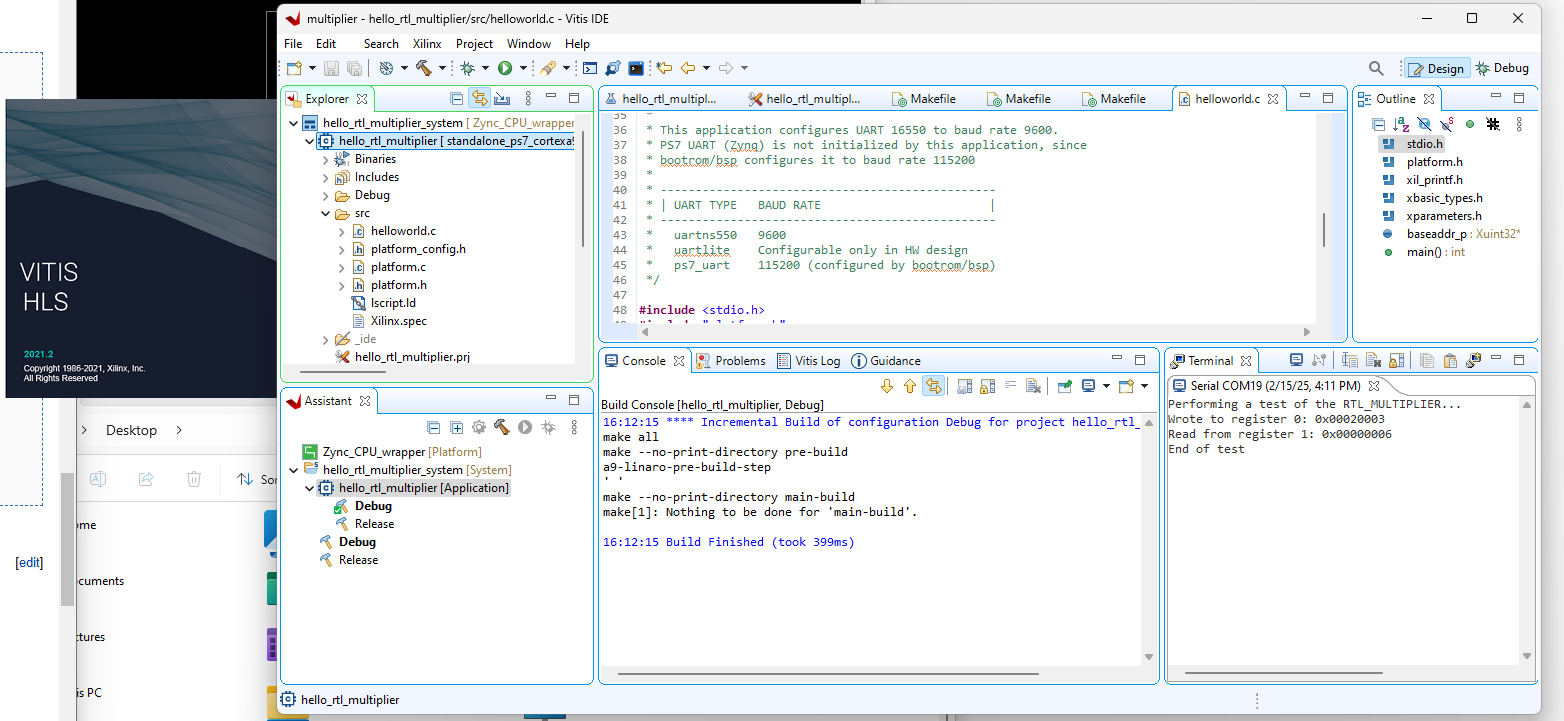 multiplier - hello_rtl_multiplier/src/helloworld.c - Vitis IDE
File Edit Search Xilinx Project Window Help
Design Debug
Explorer
hello_rtl_multiplier_system [ Zync_CPU_wrapper
hello_rtl_multiplier [ standalone_ps7_cortexa9
Binaries
Includes
Debug
src
helloworld.c
platform_config.h
platform.c
platform.h
lscript.ld
Xilinx.spec
_ide
hello_rtl_multiplier.prj
hello_rtl_multipl... hello_rtl_multipl... Makefile Makefile Makefile helloworld.c
35 *
36 * This application configures UART 16550 to baud rate 9600.
37 * PS7 UART (Zynq) is not initialized by this application, since
38 * bootrom/bsp configures it to baud rate 115200
39 *
40 * ------------------------------------------------
41 * | UART TYPE BAUD RATE |
42 * ------------------------------------------------
43 * uartns550 9600
44 * uartlite Configurable only in HW design
45 * ps7_uart 115200 (configured by bootrom/bsp)
46 */
47
48 #include <stdio.h>
Outline
stdio.h
platform.h
xil_printf.h
xbasic_types.h
xparameters.h
baseaddr_p : Xuint32*
main() : int
Assistant
Zync_CPU_wrapper [Platform]
hello_rtl_multiplier_system [System]
hello_rtl_multiplier [Application]
Debug
Release
Debug
Release
Console Problems Vitis Log Guidance
Build Console [hello_rtl_multiplier, Debug]
16:12:15 **** Incremental Build of configuration Debug for project hello_rtl_
make all
make --no-print-directory pre-build
a9-linaro-pre-build-step
' '
make --no-print-directory main-build
make[1]: Nothing to be done for 'main-build'.
16:12:15 Build Finished (took 399ms)
Terminal
Serial COM19 (2/15/25, 4:11 PM)
Performing a test of the RTL_MULTIPLIER...
Wrote to register 0: 0x00020003
Read from register 1: 0x00000006
End of test
hello_rtl_multiplier
VITIS
HLS
2021.2
Copyright 1986-2021, Xilinx, Inc.
All Rights Reserved
Desktop
Sor
ome
cuments
ctures
is PC
[edit]